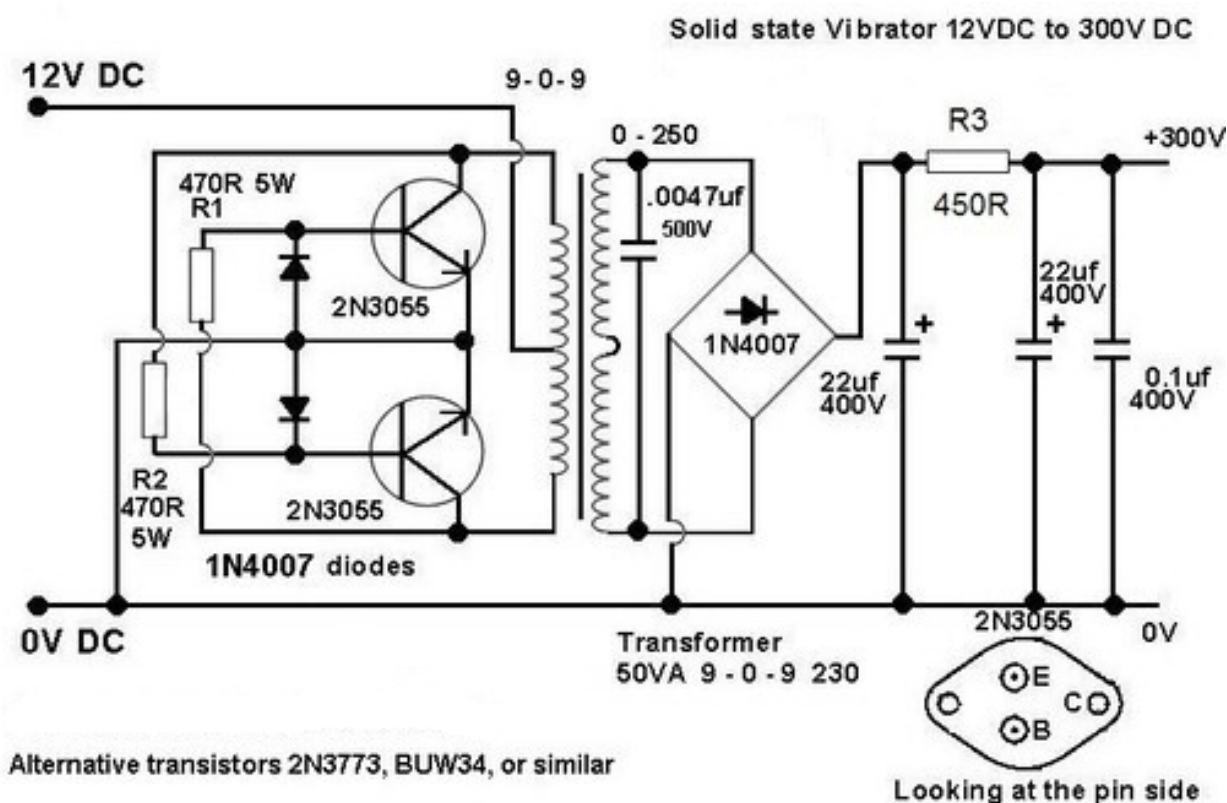 Solid state Vibrator 12VDC to 300V DC
12V DC
9-0-9
0 - 250
R3
+300V
470R 5W
R1
.0047uf
500V
450R
2N3055
1N4007
22uf
400V
22uf
400V
0.1uf
400V
R2
470R
5W
2N3055
1N4007 diodes
0V DC
Transformer
50VA 9 - 0 - 9 230
2N3055
0V
E
C
B
Alternative transistors 2N3773, BUW34, or similar
Looking at the pin side